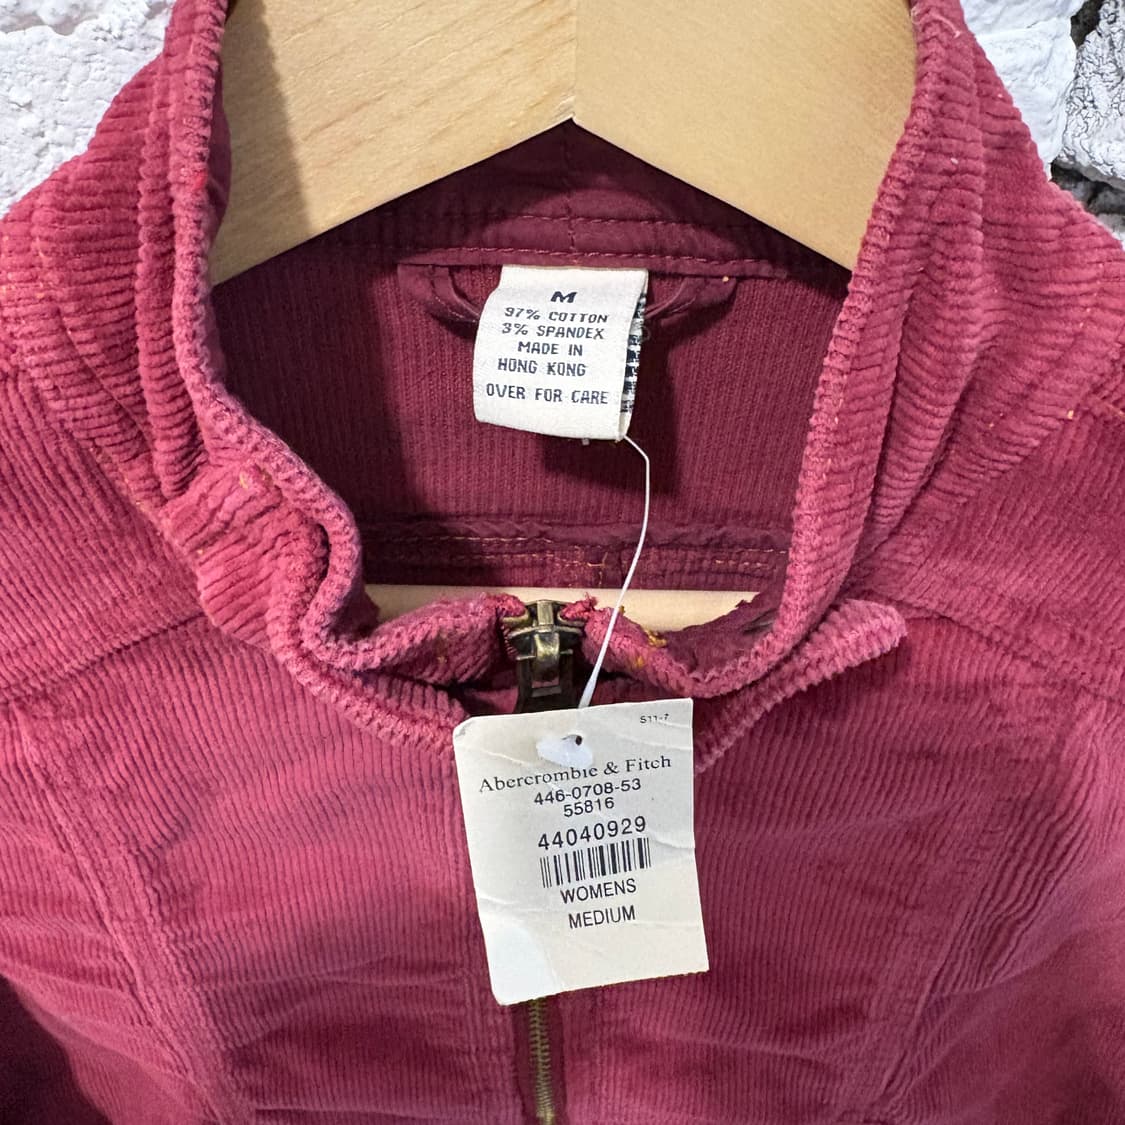 M
97% COTTON
3% SPANDEX
MADE IN
HONG KONG
OVER FOR CARE
S11-7
Abercrombie & Fitch
446-0708-53
55816
44040929
WOMENS
MEDIUM